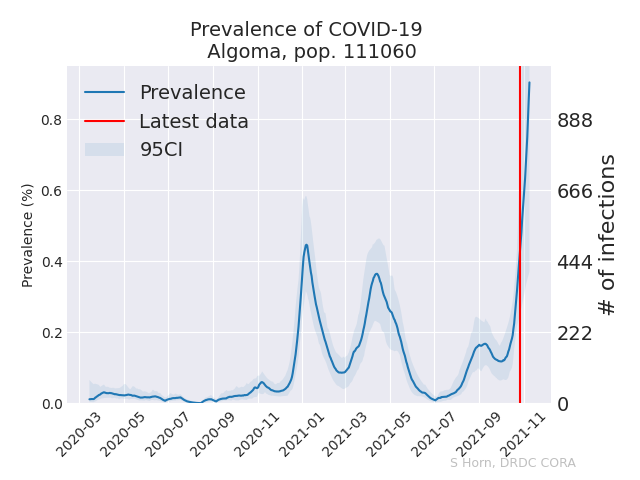 Prevalence of COVID-19
Algoma, pop. 111060
Prevalence
Latest data
95CI
Prevalence (%)
0.8
0.6
0.4
0.2
0.0
888
666
444
222
0
# of infections
2020-03
2020-05
2020-07
2020-09
2020-11
2021-01
2021-03
2021-05
2021-07
2021-09
2021-11
S Horn, DRDC CORA